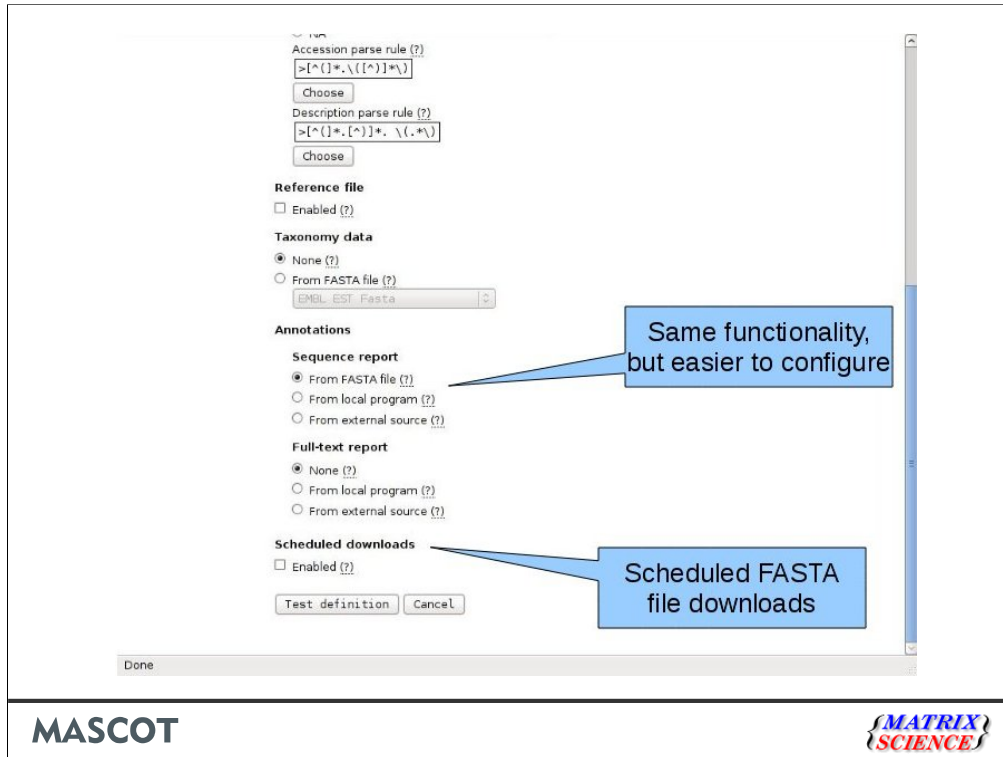 NA
Accession parse rule (?)
>[^(]*.\([^)]*\)
Choose
Description parse rule (?)
>[^(]*.[^)]*. \(.*\)
Choose
Reference file
Enabled (?)
Taxonomy data
None (?)
From FASTA file (?)
EMBL EST Fasta
Annotations
Sequence report
From FASTA file (?)
From local program (?)
From external source (?)
Same functionality,
but easier to configure
Full-text report
None (?)
From local program (?)
From external source (?)
Scheduled downloads
Enabled (?)
Scheduled FASTA
file downloads
Test definition Cancel
Done
MASCOT
{MATRIX}
{SCIENCE}